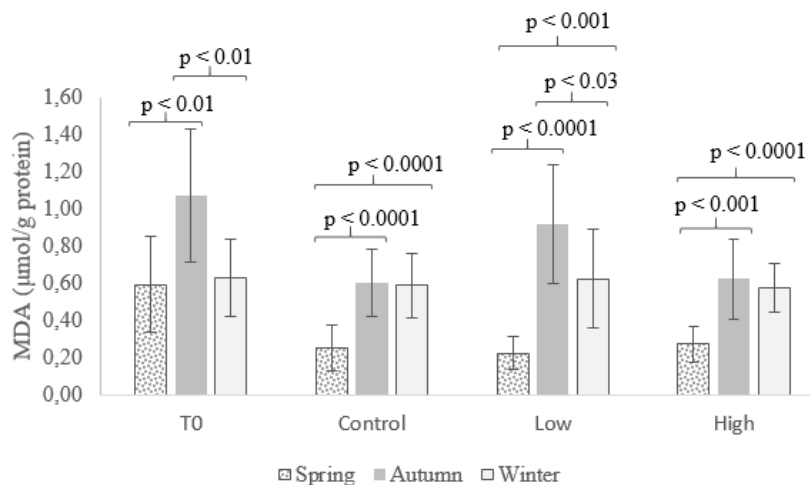 p < 0.001
p < 0.01
p < 0.03
p < 0.01
p < 0.0001
p < 0.0001
p < 0.0001
p < 0.0001
p < 0.001
MDA (µmol/g protein)
1,60
1,40
1,20
1,00
0,80
0,60
0,40
0,20
0,00
T0 Control Low High
Spring Autumn Winter